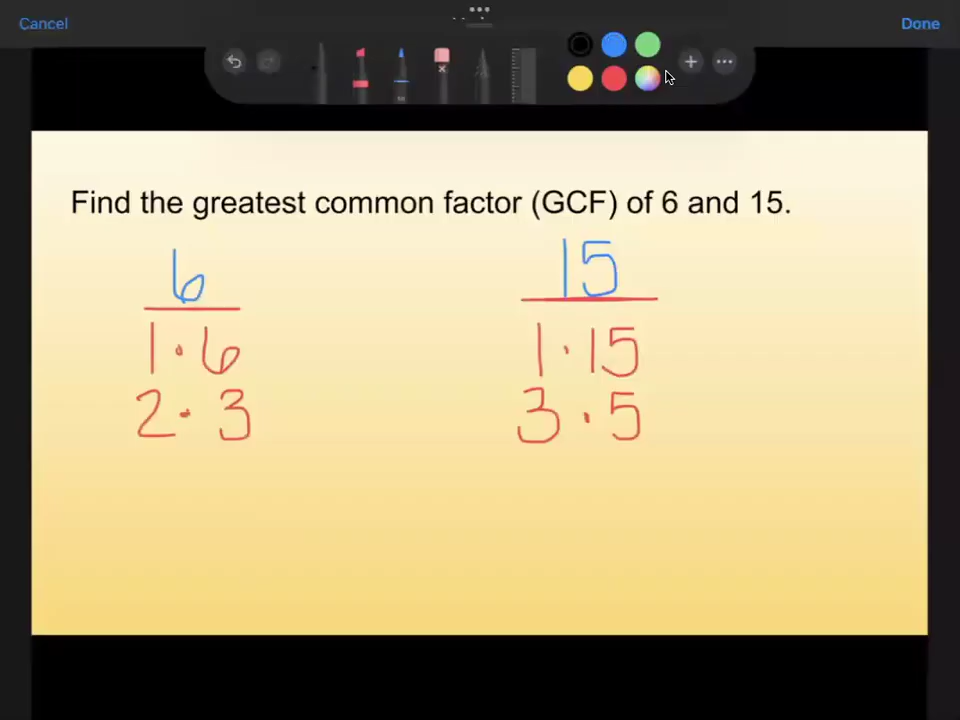 Cancel
Done
Find the greatest common factor (GCF) of 6 and 15.
6
15
1·6
1·15
2·3
3·5